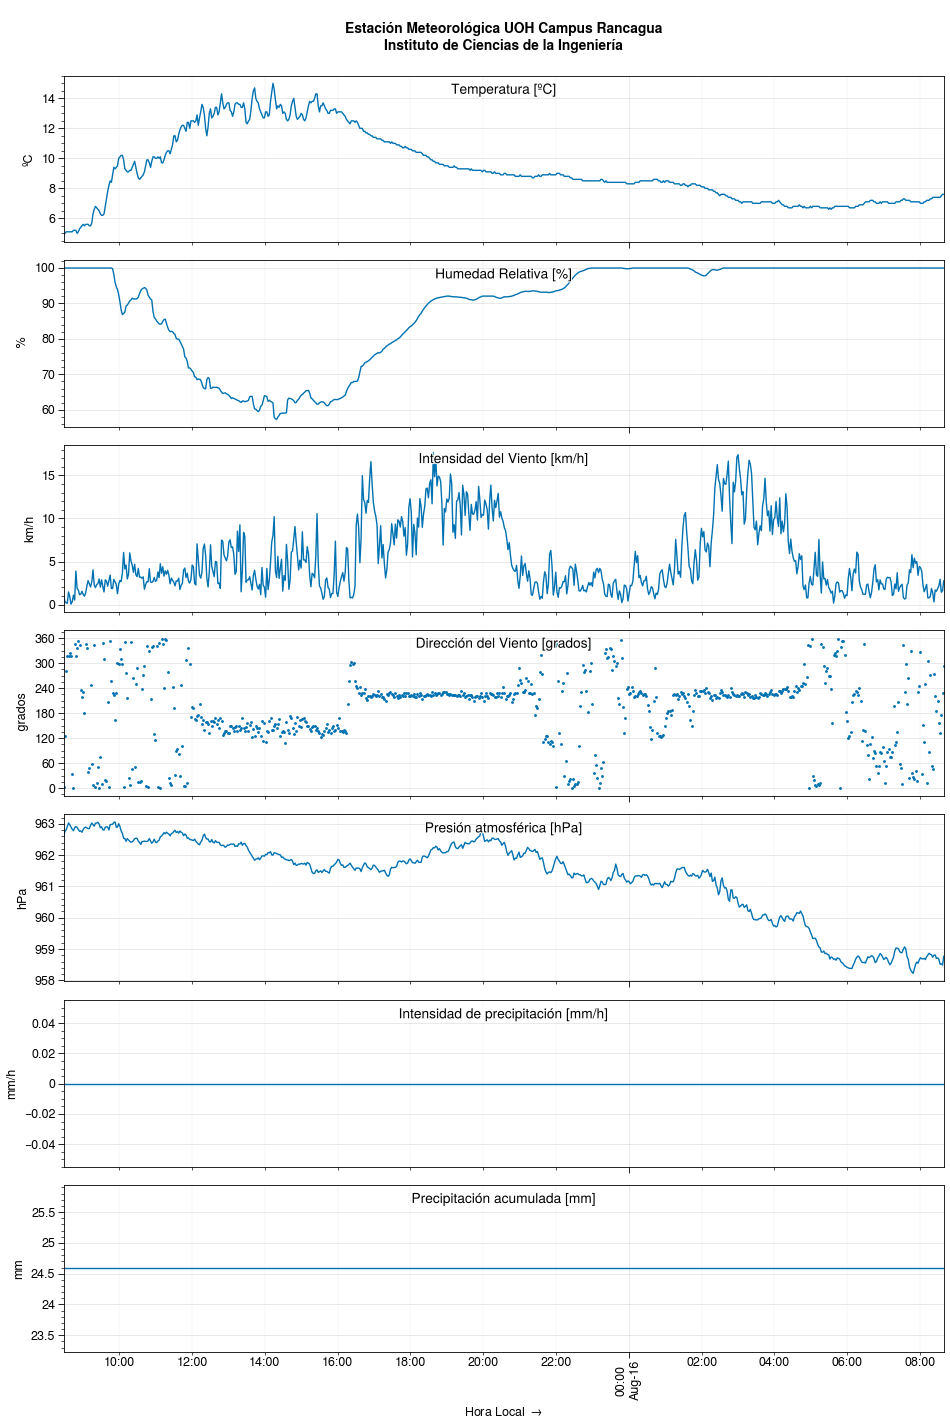 Estación Meteorológica UOH Campus Rancagua
Instituto de Ciencias de la Ingeniería
Temperatura [ºC]
14
12
10
8
6
ºC
Humedad Relativa [%]
100
90
80
70
60
%
Intensidad del Viento [km/h]
15
10
5
0
km/h
Dirección del Viento [grados]
360
300
240
180
120
60
0
grados
Presión atmosférica [hPa]
963
962
961
960
959
958
hPa
Intensidad de precipitación [mm/h]
0.04
0.02
0
−0.02
−0.04
mm/h
Precipitación acumulada [mm]
25.5
25
24.5
24
23.5
mm
10:00 12:00 14:00 16:00 18:00 20:00 22:00 00:00 02:00 04:00 06:00 08:00
Aug-16
Hora Local →